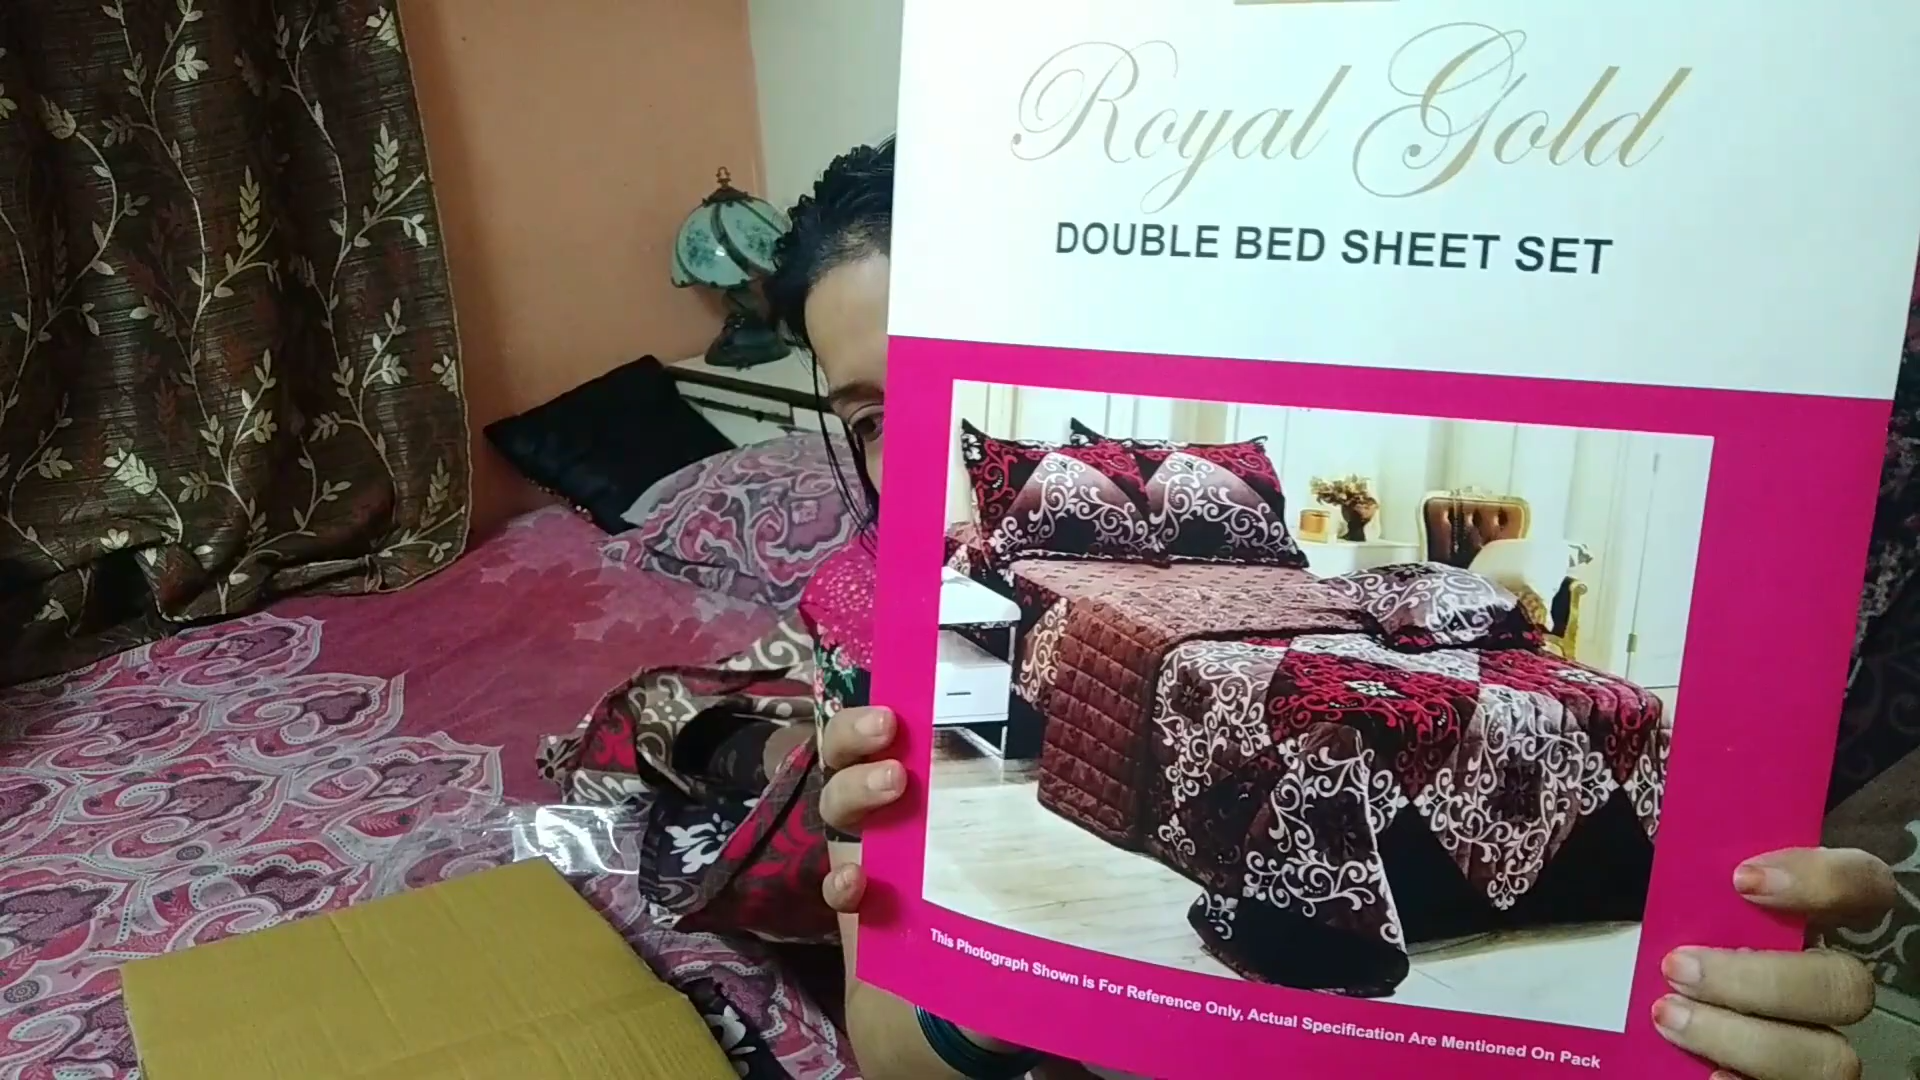 Royal Gold
DOUBLE BED SHEET SET
This Photograph Shown is For Reference Only, Actual Specification Are Mentioned On Pack